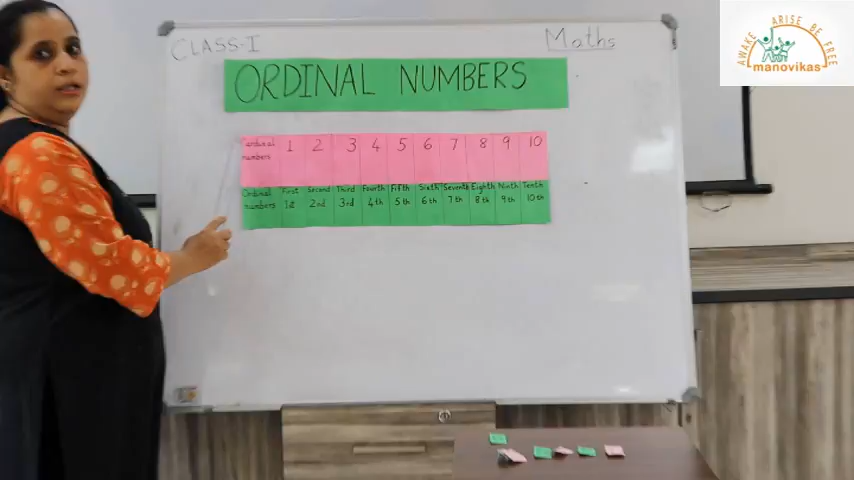 CLASS-I
Maths
ORDINAL NUMBERS
Cardinal numbers 1 2 3 4 5 6 7 8 9 10
Ordinal numbers First Second Third Fourth Fifth Sixth Seventh Eighth Ninth Tenth
1st 2nd 3rd 4th 5th 6th 7th 8th 9th 10th
AWAKE ARISE BE FREE
manovikas